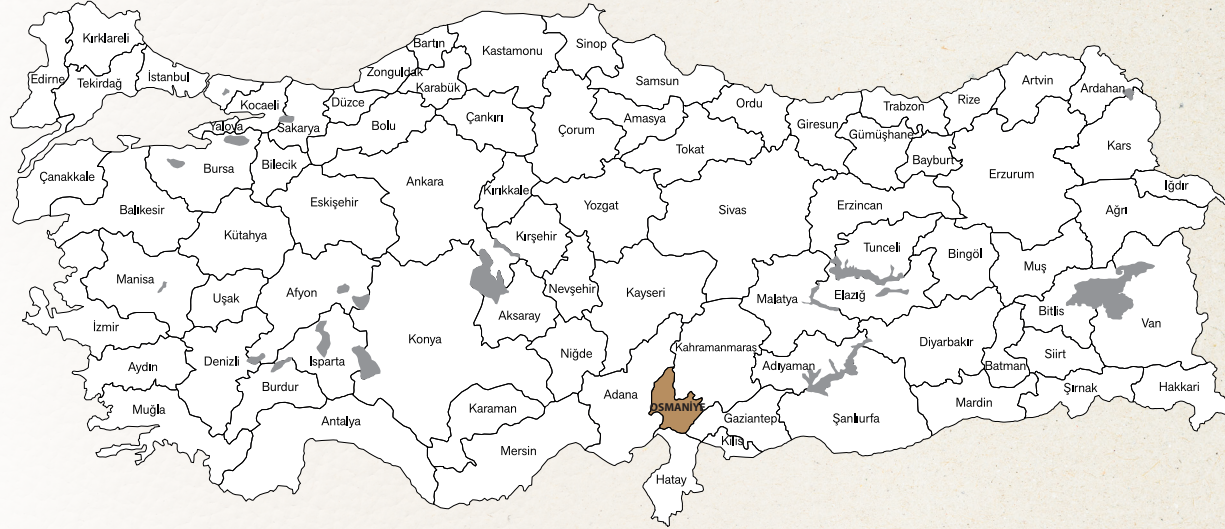 Kırklareli
Edirne
Tekirdağ
İstanbul
Kocaeli
Yalova
Sakarya
Düzce
Zonguldak
Bartın
Karabük
Kastamonu
Sinop
Samsun
Ordu
Giresun
Trabzon
Rize
Artvin
Ardahan
Çanakkale
Bursa
Bilecik
Bolu
Çankırı
Çorum
Amasya
Tokat
Gümüşhane
Bayburt
Erzurum
Kars
Iğdır
Balıkesir
Kütahya
Eskişehir
Ankara
Kırıkkale
Yozgat
Sivas
Erzincan
Ağrı
Manisa
Uşak
Afyon
Kırşehir
Nevşehir
Kayseri
Malatya
Tunceli
Elazığ
Bingöl
Muş
Bitlis
Van
İzmir
Aydın
Denizli
Isparta
Konya
Aksaray
Niğde
Kahramanmaraş
Adıyaman
Diyarbakır
Batman
Siirt
Şırnak
Hakkari
Muğla
Burdur
Antalya
Karaman
Mersin
Adana
OSMANİYE
Gaziantep
Kilis
Şanlıurfa
Mardin
Hatay